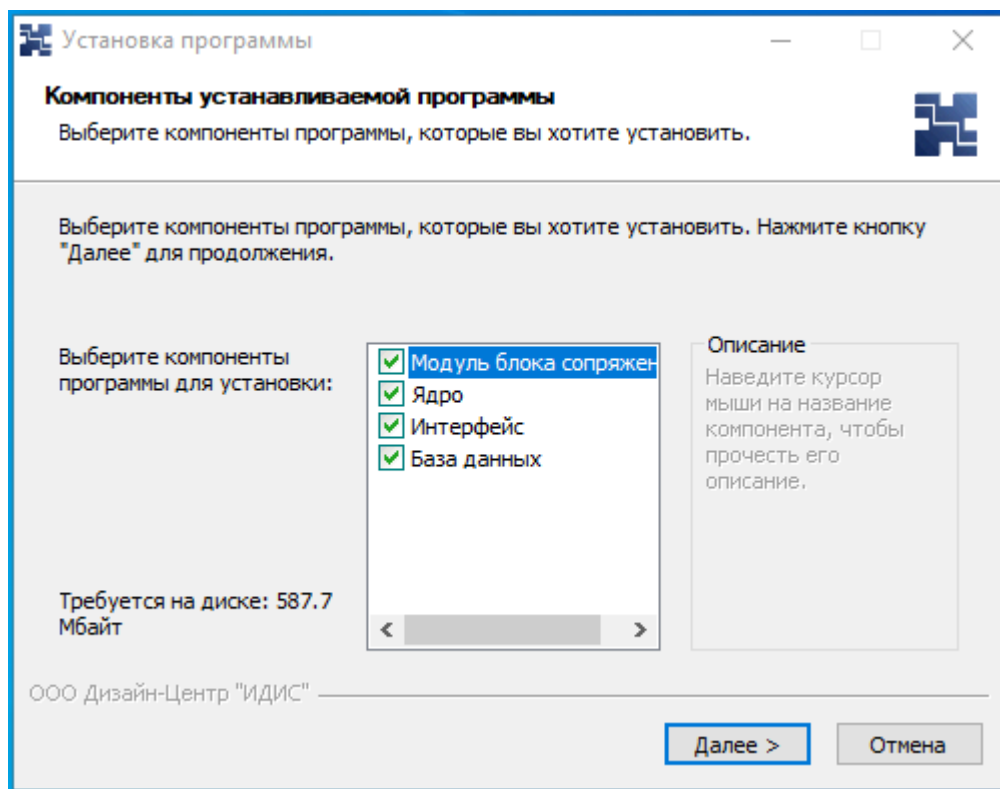 Установка программы
Компоненты устанавливаемой программы
Выберите компоненты программы, которые вы хотите установить.
Выберите компоненты программы, которые вы хотите установить. Нажмите кнопку
"Далее" для продолжения.
Выберите компоненты
программы для установки:
Модуль блока сопряжен
Ядро
Интерфейс
База данных
Описание
Наведите курсор
мыши на название
компонента, чтобы
прочесть его
описание.
Требуется на диске: 587.7
Мбайт
ООО Дизайн-Центр "ИДИС"
Далее >
Отмена